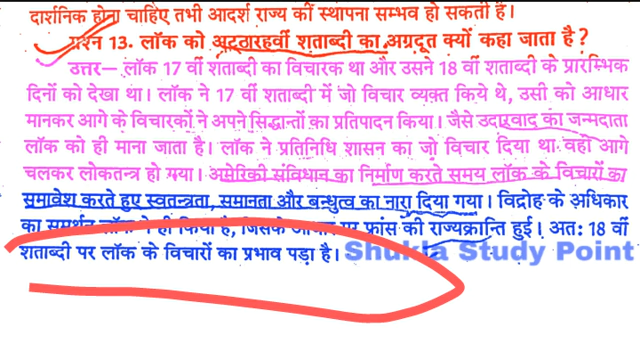 दार्शनिक होना चाहिए तभी आदर्श राज्य की स्थापना सम्भव हो सकती है।
प्रश्न 13. लॉक को अट्ठारहवीं शताब्दी का अग्रदूत क्यों कहा जाता है ?
उत्तर— लॉक 17 वीं शताब्दी का विचारक था और उसने 18 वीं शताब्दी के प्रारम्भिक
दिनों को देखा था। लॉक ने 17 वीं शताब्दी में जो विचार व्यक्त किये थे, उसी को आधार
मानकर आगे के विचारकों ने अपने सिद्धान्तों का प्रतिपादन किया। जैसे उदारवाद का जन्मदाता
लॉक को ही माना जाता है। लॉक ने प्रतिनिधि शासन का जो विचार दिया था वही आगे
चलकर लोकतन्त्र हो गया। अमेरिकी संविधान का निर्माण करते समय लॉक के विचारों का
समावेश करते हुए स्वतन्त्रता, समानता और बन्धुत्व का नारा दिया गया। विद्रोह के अधिकार
का समर्थन लॉक ने ही किया है, जिसके आधार पर फ्रांस की राज्यक्रान्ति हुई। अतः 18 वीं
शताब्दी पर लॉक के विचारों का प्रभाव पड़ा है।
Shukla Study Point